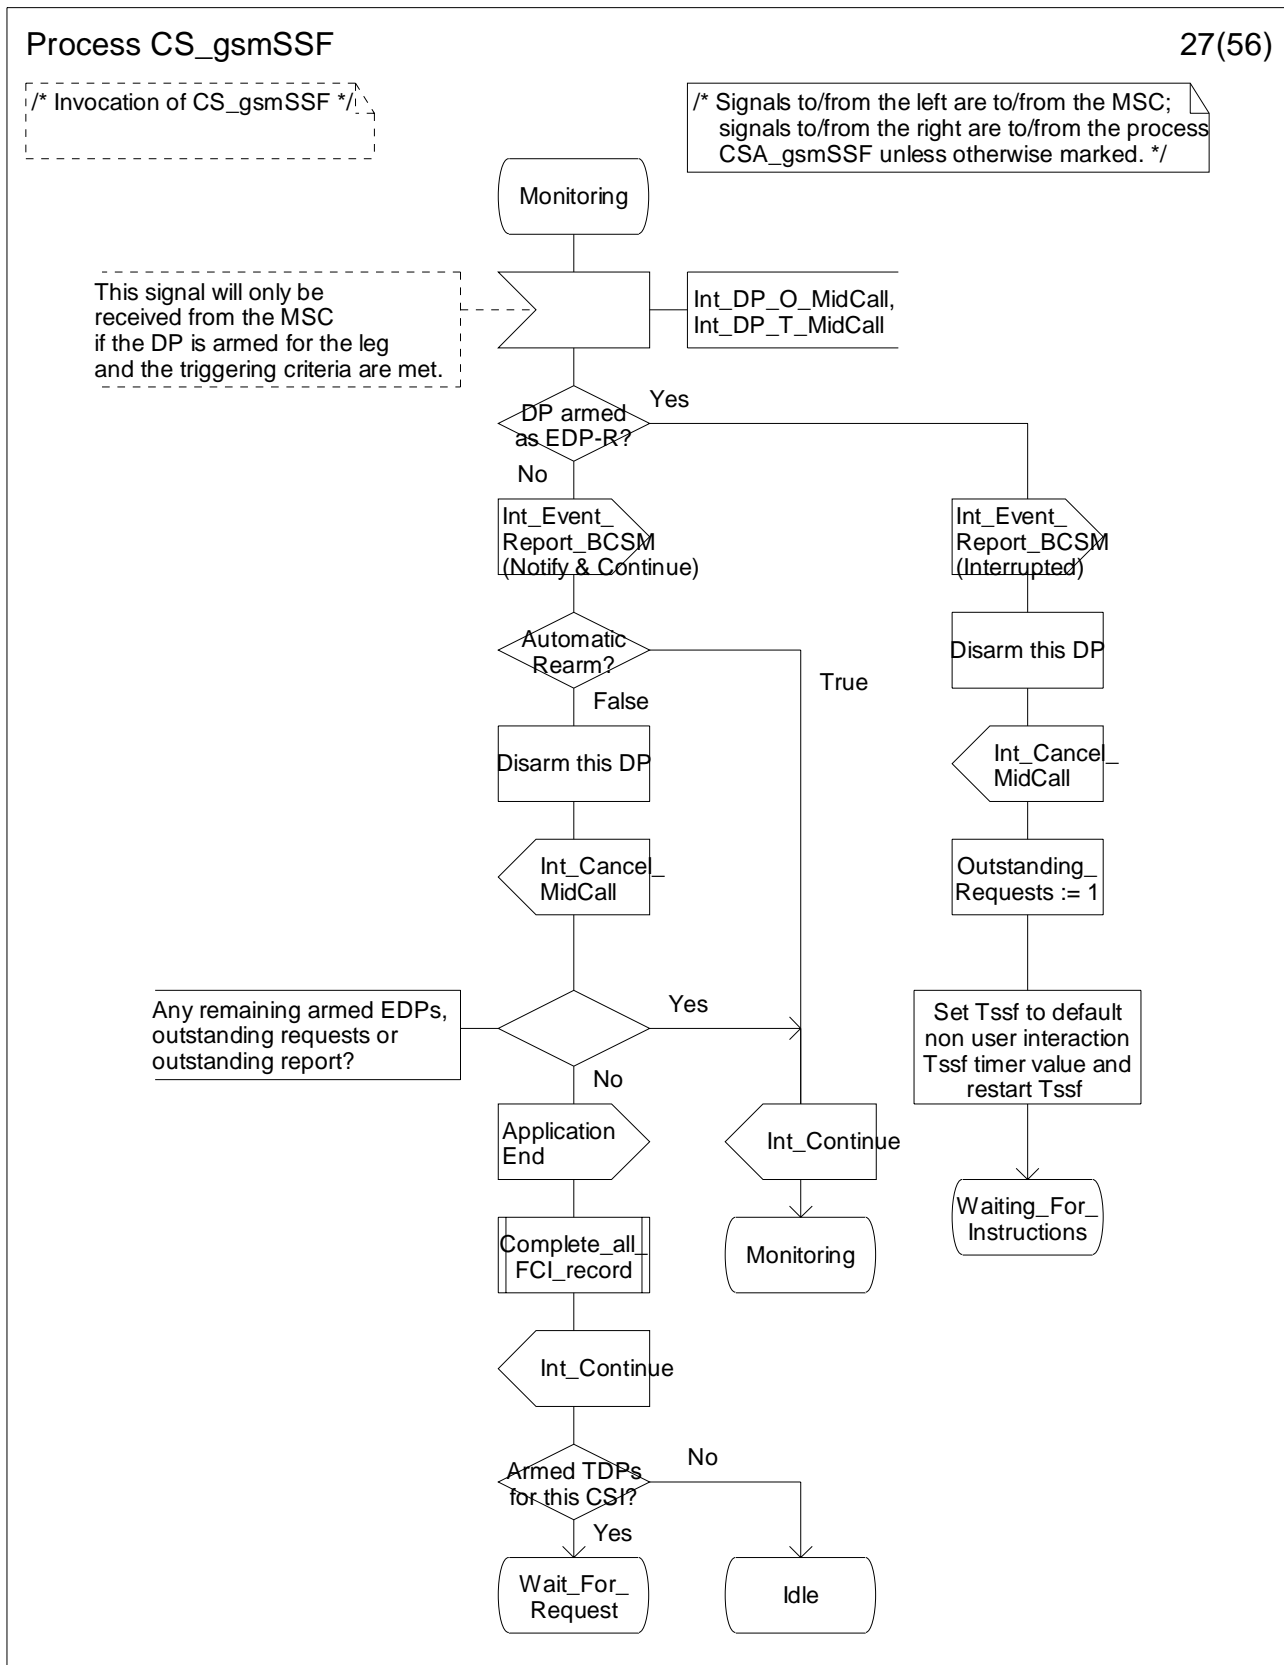 Process CS_gsmSSF
27(56)
/* Invocation of CS_gsmSSF */
/* Signals to/from the left are to/from the MSC;
signals to/from the right are to/from the process
CSA_gsmSSF unless otherwise marked. */
Monitoring
This signal will only be
received from the MSC
if the DP is armed for the leg
and the triggering criteria are met.
Int_DP_O_MidCall,
Int_DP_T_MidCall
DP armed
as EDP-R?
Yes
No
Int_Event_
Report_BCSM
(Notify & Continue)
Int_Event_
Report_BCSM
(Interrupted)
Automatic
Rearm?
True
False
Disarm this DP
Disarm this DP
Int_Cancel_
MidCall
Int_Cancel_
MidCall
Outstanding_
Requests := 1
Any remaining armed EDPs,
outstanding requests or
outstanding report?
Yes
No
Set Tssf to default
non user interaction
Tssf timer value and
restart Tssf
Application
End
Int_Continue
Waiting_For_
Instructions
Complete_all_
FCI_record
Monitoring
Int_Continue
Armed TDPs
for this CSI?
No
Yes
Wait_For_
Request
Idle